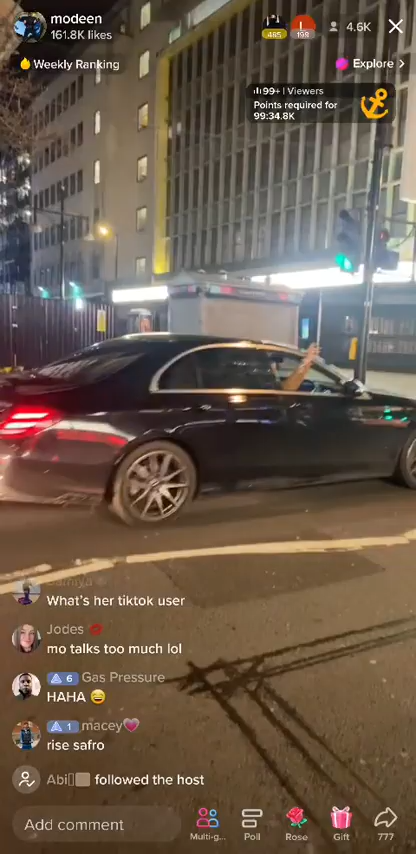 modeen
161.8K likes
485
198
4.6K
Weekly Ranking
Explore >
99+ | Viewers
Points required for
99:34.8K
What's her tiktok user
Jodes 💋
mo talks too much lol
6 Gas Pressure
HAHA 😄
1 macey💗
rise safro
Abi followed the host
Add comment
Multi-g...
Poll
Rose
Gift
777